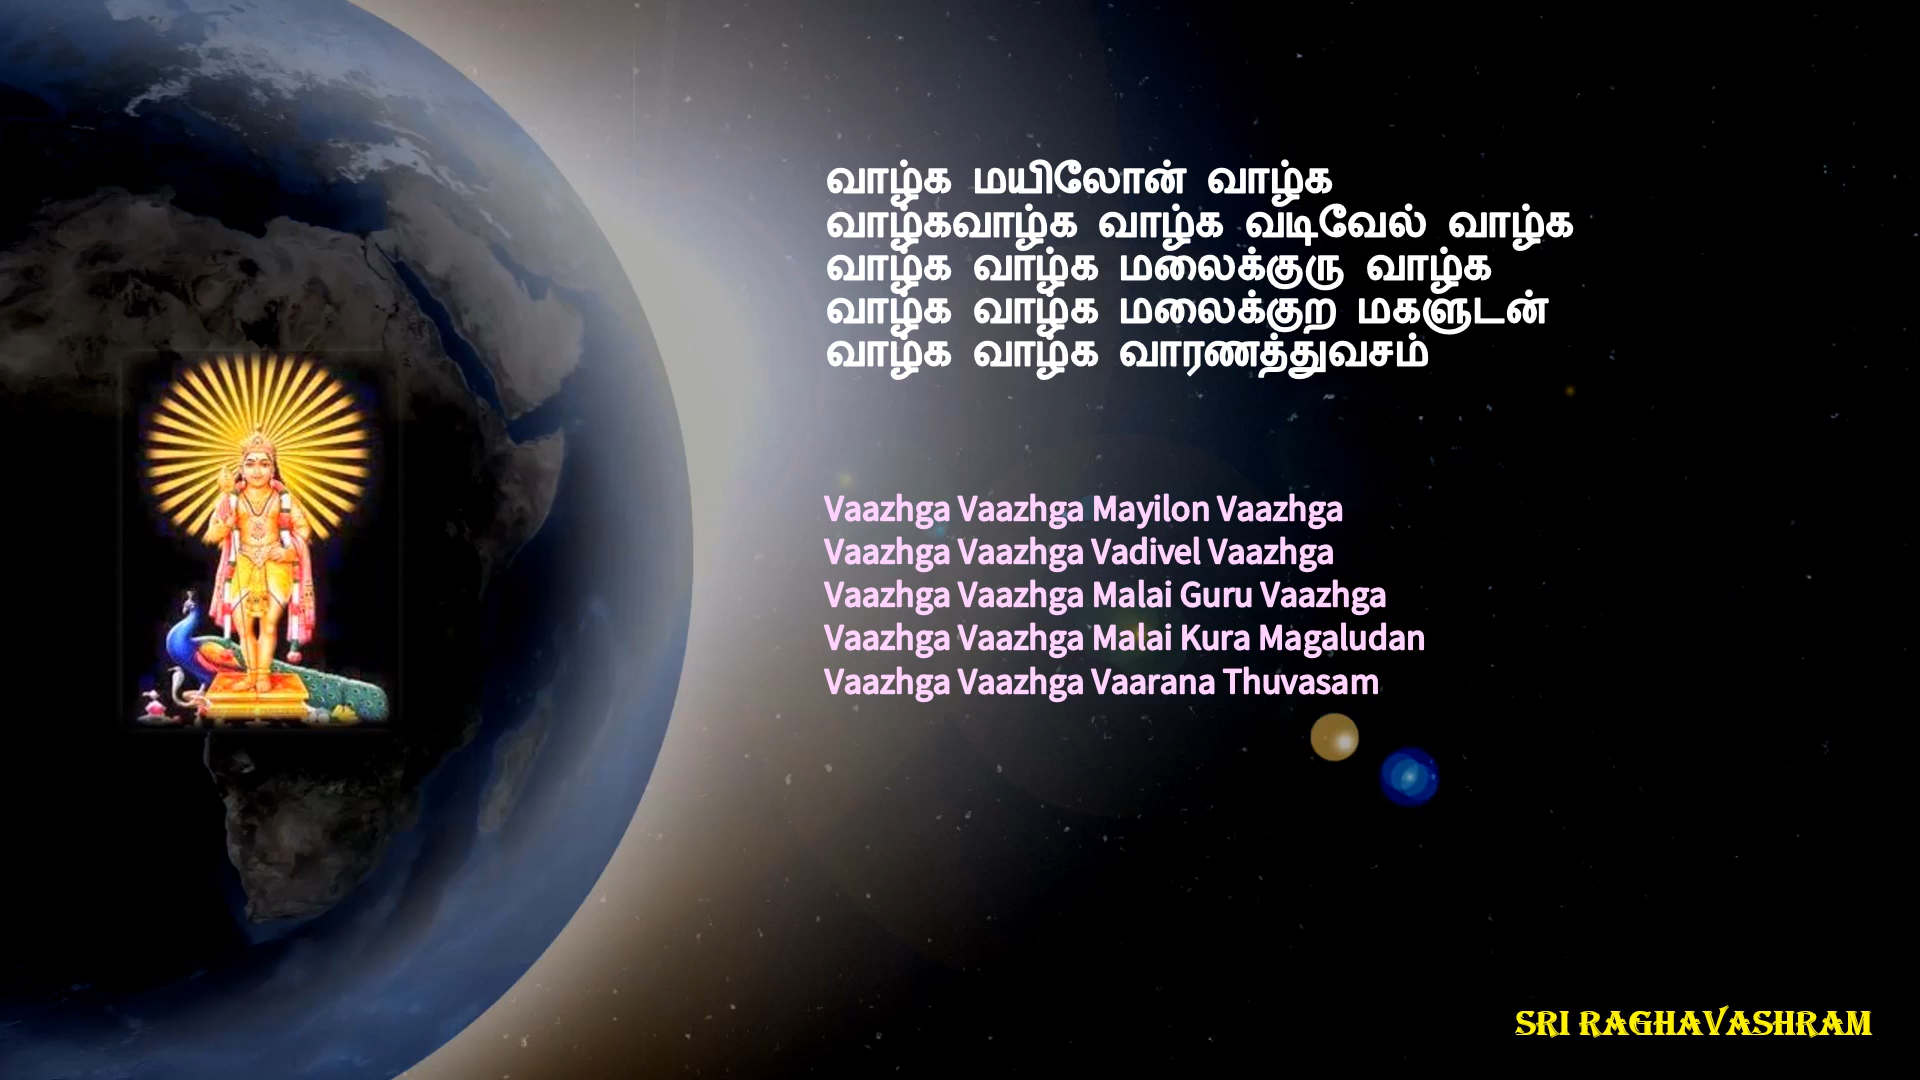 வாழ்க மயிலோன் வாழ்க
வாழ்கவாழ்க வாழ்க வடிவேல் வாழ்க
வாழ்க வாழ்க மலைக்குரு வாழ்க
வாழ்க வாழ்க மலைக்குற மகளுடன்
வாழ்க வாழ்க வாரணத்துவசம்
Vaazhga Vaazhga Mayilon Vaazhga
Vaazhga Vaazhga Vadivel Vaazhga
Vaazhga Vaazhga Malai Guru Vaazhga
Vaazhga Vaazhga Malai Kura Magaludan
Vaazhga Vaazhga Vaarana Thuvasam
SRI RAGHAVASHRAM